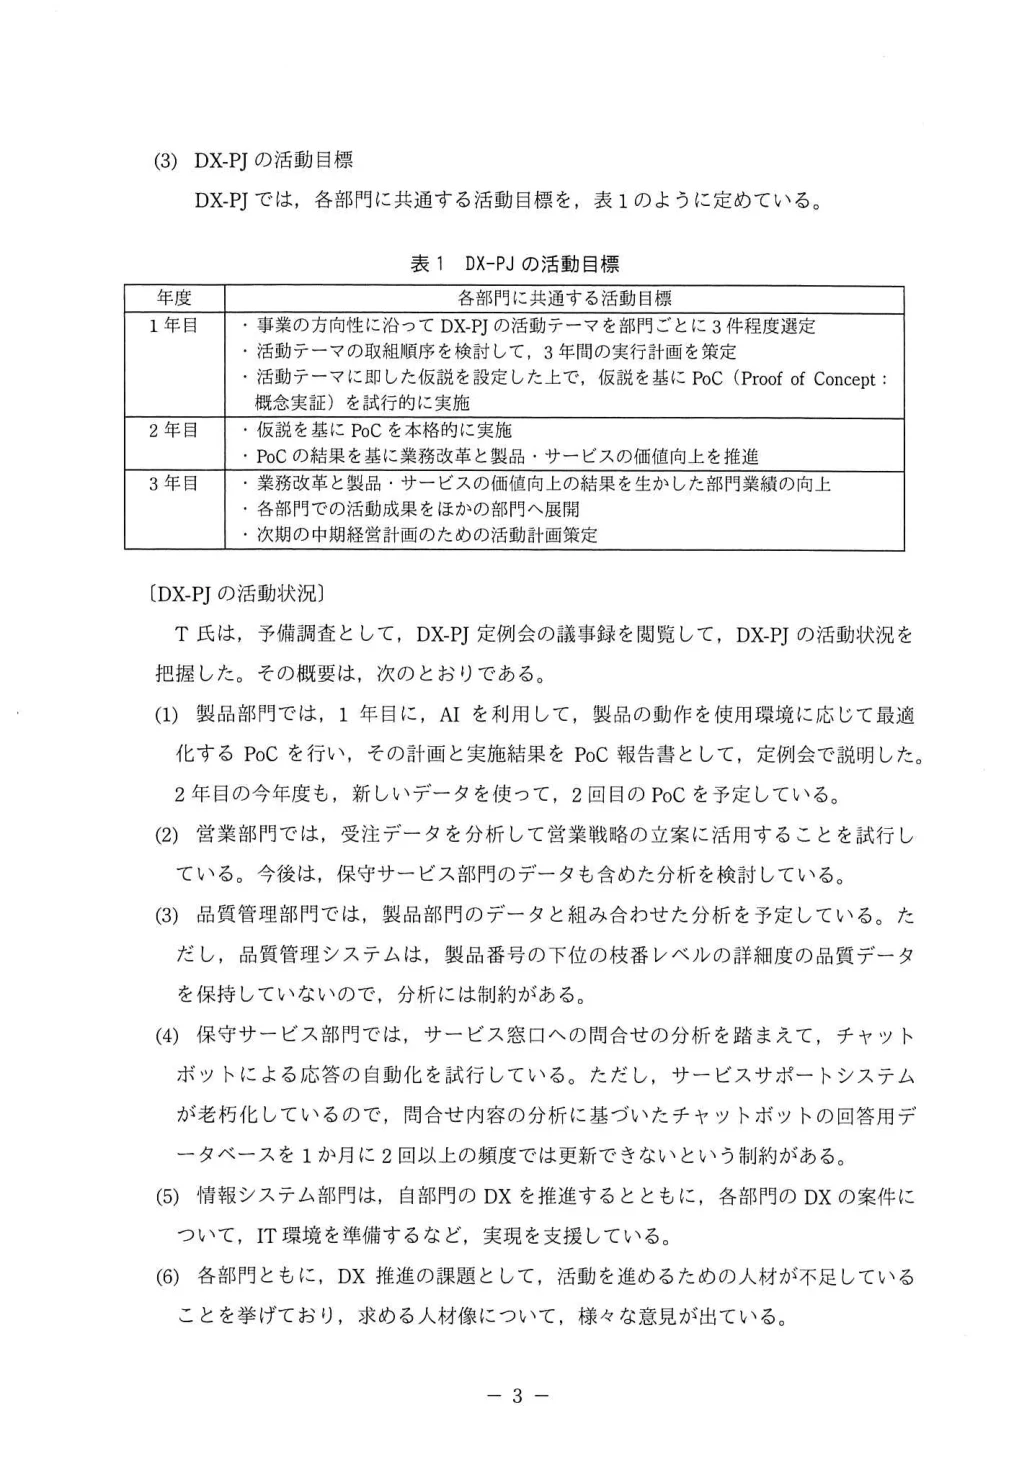 (3) DX-PJ の活動目標
DX-PJ では，各部門に共通する活動目標を，表 1 のように定めている。
表 1　DX-PJ の活動目標
年度　各部門に共通する活動目標
1 年目　・事業の方向性に沿って DX-PJ の活動テーマを部門ごとに 3 件程度選定
・活動テーマの取組順序を検討して，3 年間の実行計画を策定
・活動テーマに即した仮説を設定した上で，仮説を基に PoC（Proof of Concept：
概念実証）を試行的に実施
2 年目　・仮説を基に PoC を本格的に実施
・PoC の結果を基に業務改革と製品・サービスの価値向上を推進
3 年目　・業務改革と製品・サービスの価値向上の結果を生かした部門業績の向上
・各部門での活動成果をほかの部門へ展開
・次期の中期経営計画のための活動計画策定
〔DX-PJ の活動状況〕
T 氏は，予備調査として，DX-PJ 定例会の議事録を閲覧して，DX-PJ の活動状況を
把握した。その概要は，次のとおりである。
(1) 製品部門では，1 年目に，AI を利用して，製品の動作を使用環境に応じて最適
化する PoC を行い，その計画と実施結果を PoC 報告書として，定例会で説明した。
2 年目の今年度も，新しいデータを使って，2 回目の PoC を予定している。
(2) 営業部門では，受注データを分析して営業戦略の立案に活用することを試行し
ている。今後は，保守サービス部門のデータも含めた分析を検討している。
(3) 品質管理部門では，製品部門のデータと組み合わせた分析を予定している。た
だし，品質管理システムは，製品番号の下位の枝番レベルの詳細度の品質データ
を保持していないので，分析には制約がある。
(4) 保守サービス部門では，サービス窓口への問合せの分析を踏まえて，チャット
ボットによる応答の自動化を試行している。ただし，サービスサポートシステム
が老朽化しているので，問合せ内容の分析に基づいたチャットボットの回答用デ
ータベースを 1 か月に 2 回以上の頻度では更新できないという制約がある。
(5) 情報システム部門は，自部門の DX を推進するとともに，各部門の DX の案件に
ついて，IT 環境を準備するなど，実現を支援している。
(6) 各部門ともに，DX 推進の課題として，活動を進めるための人材が不足している
ことを挙げており，求める人材像について，様々な意見が出ている。
－ 3 －